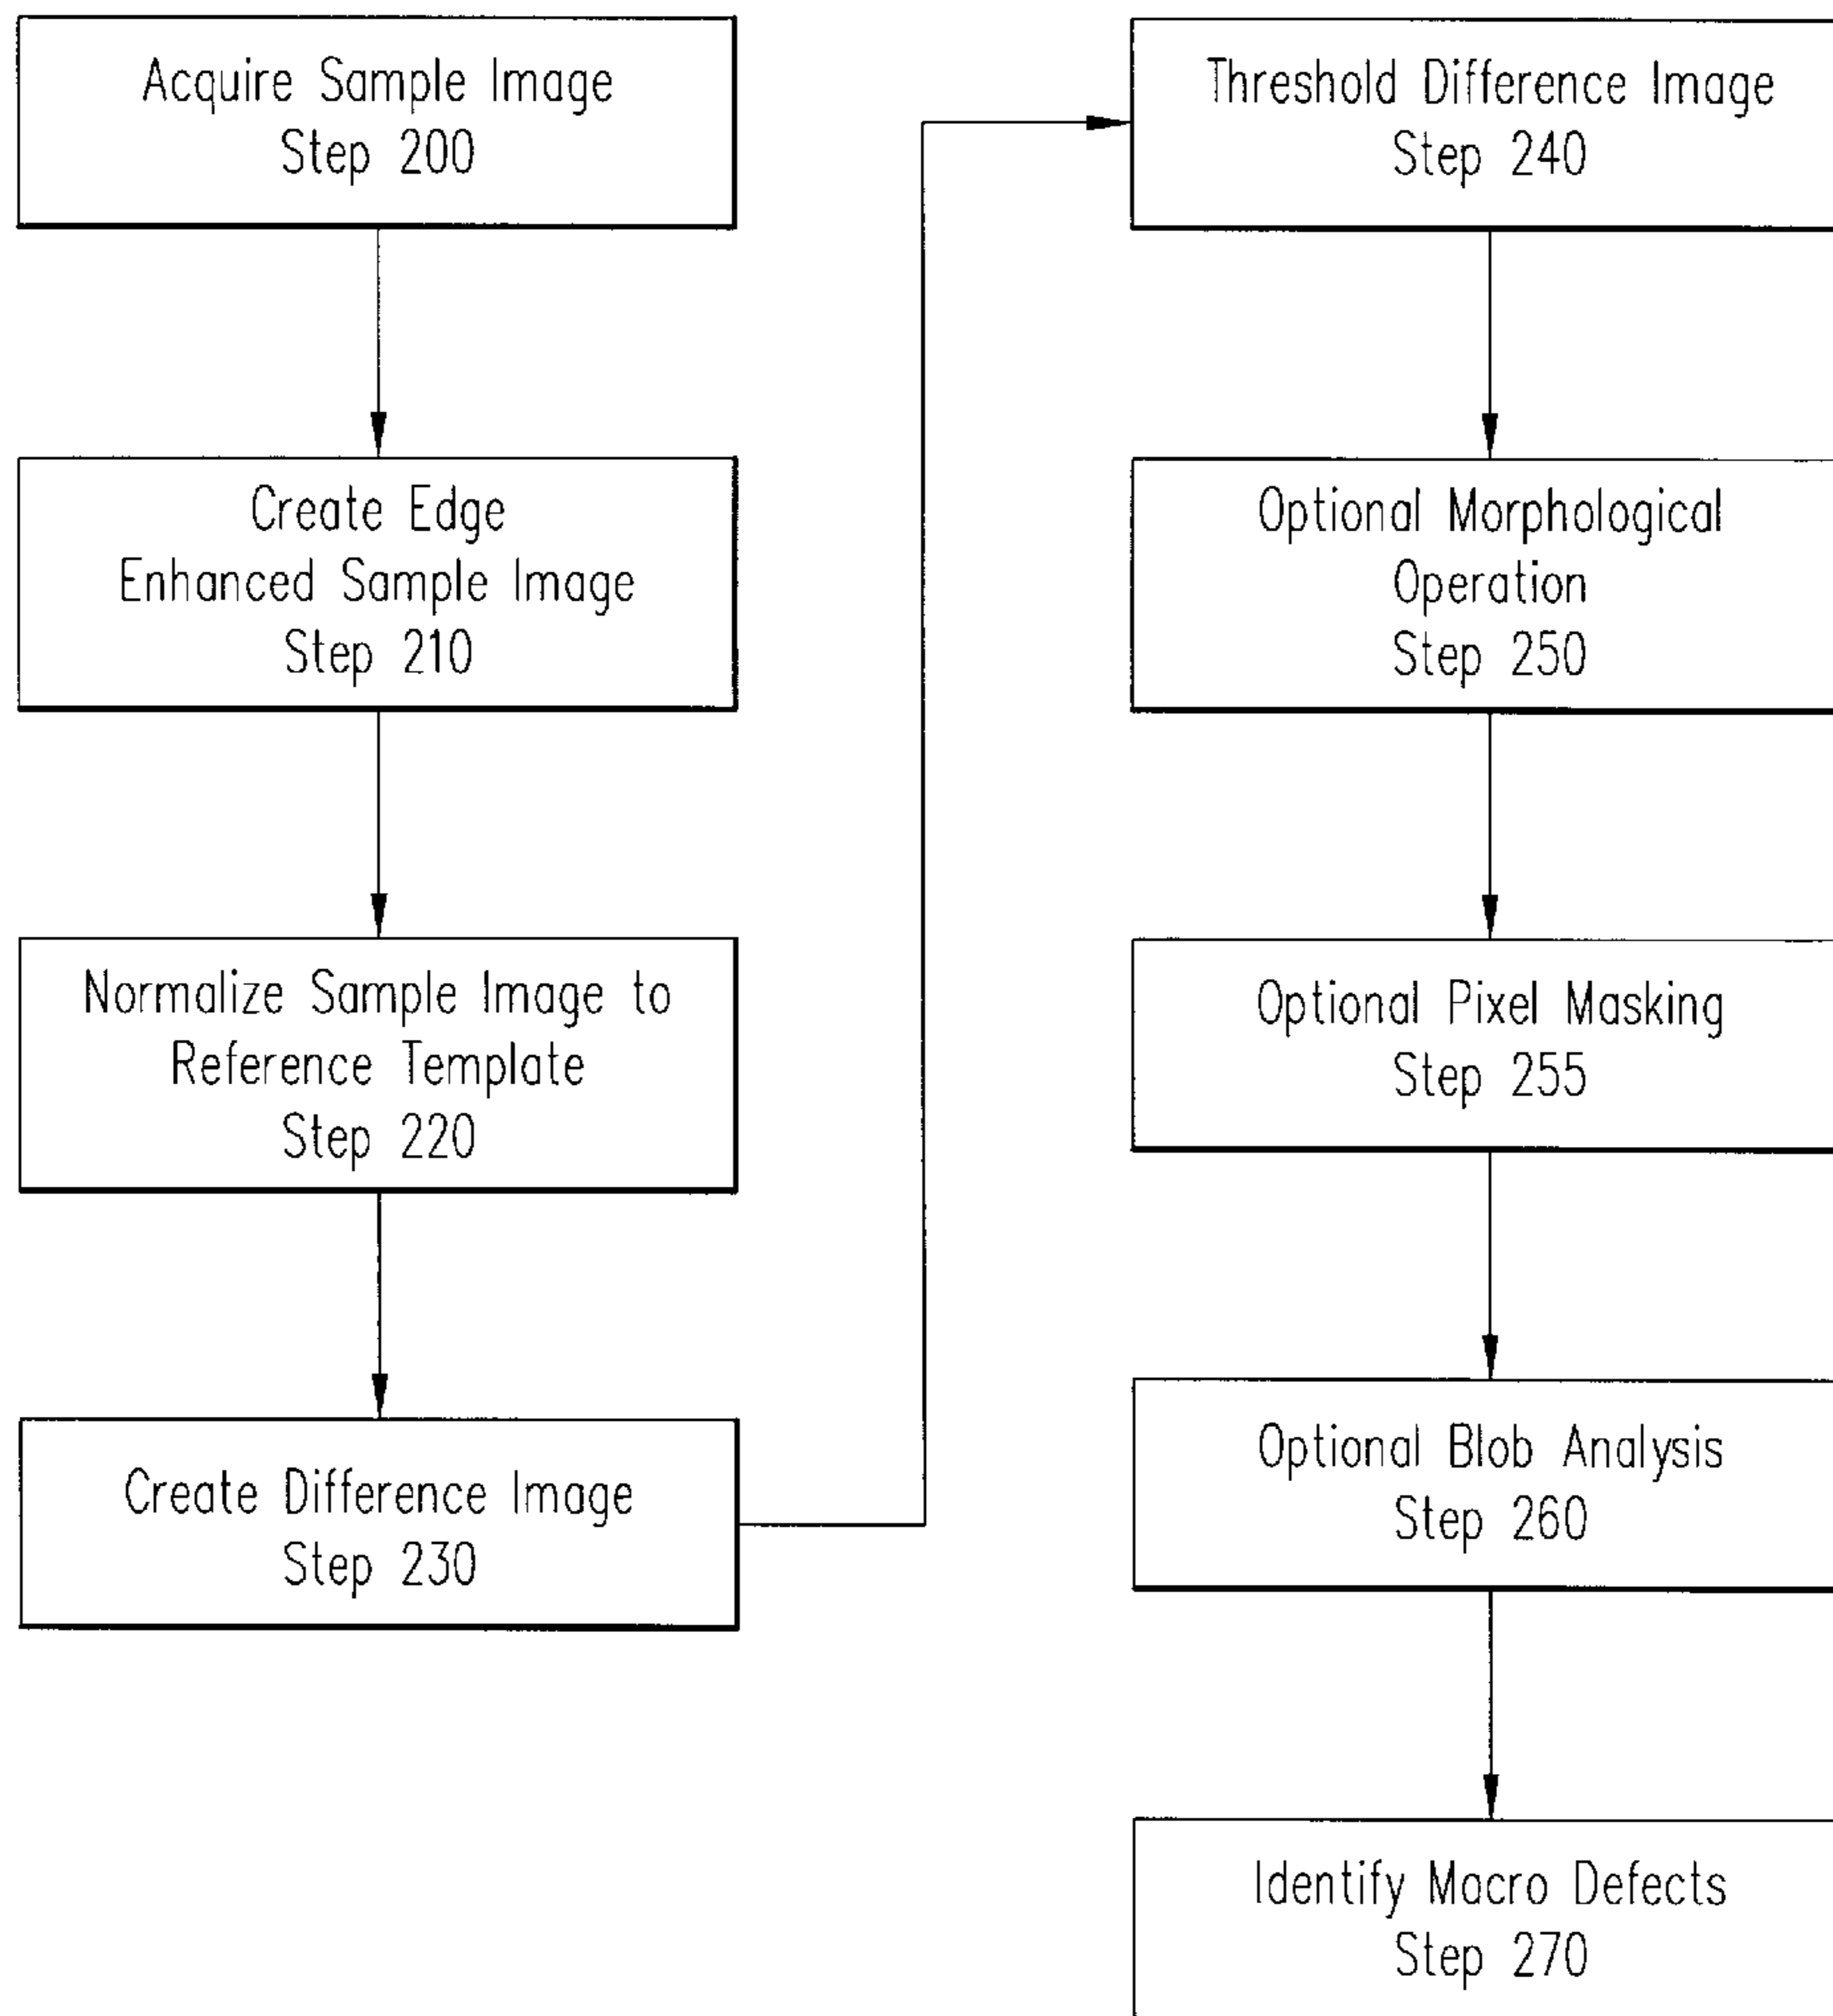 Acquire Sample Image
Step 200
Create Edge
Enhanced Sample Image
Step 210
Normalize Sample Image to
Reference Template
Step 220
Create Difference Image
Step 230
Threshold Difference Image
Step 240
Optional Morphological
Operation
Step 250
Optional Pixel Masking
Step 255
Optional Blob Analysis
Step 260
Identify Macro Defects
Step 270